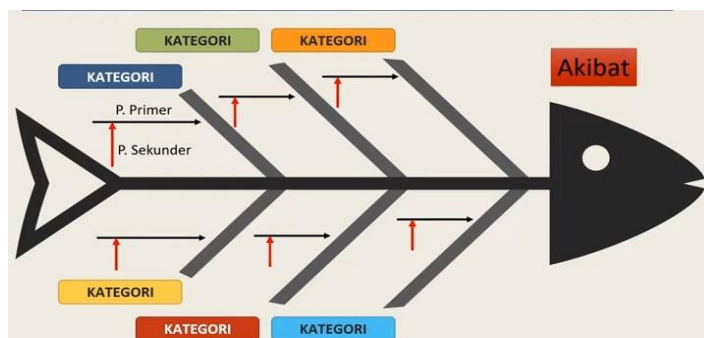 KATEGORI
KATEGORI
Akibat
KATEGORI
P. Primer
P. Sekunder
KATEGORI
KATEGORI
KATEGORI